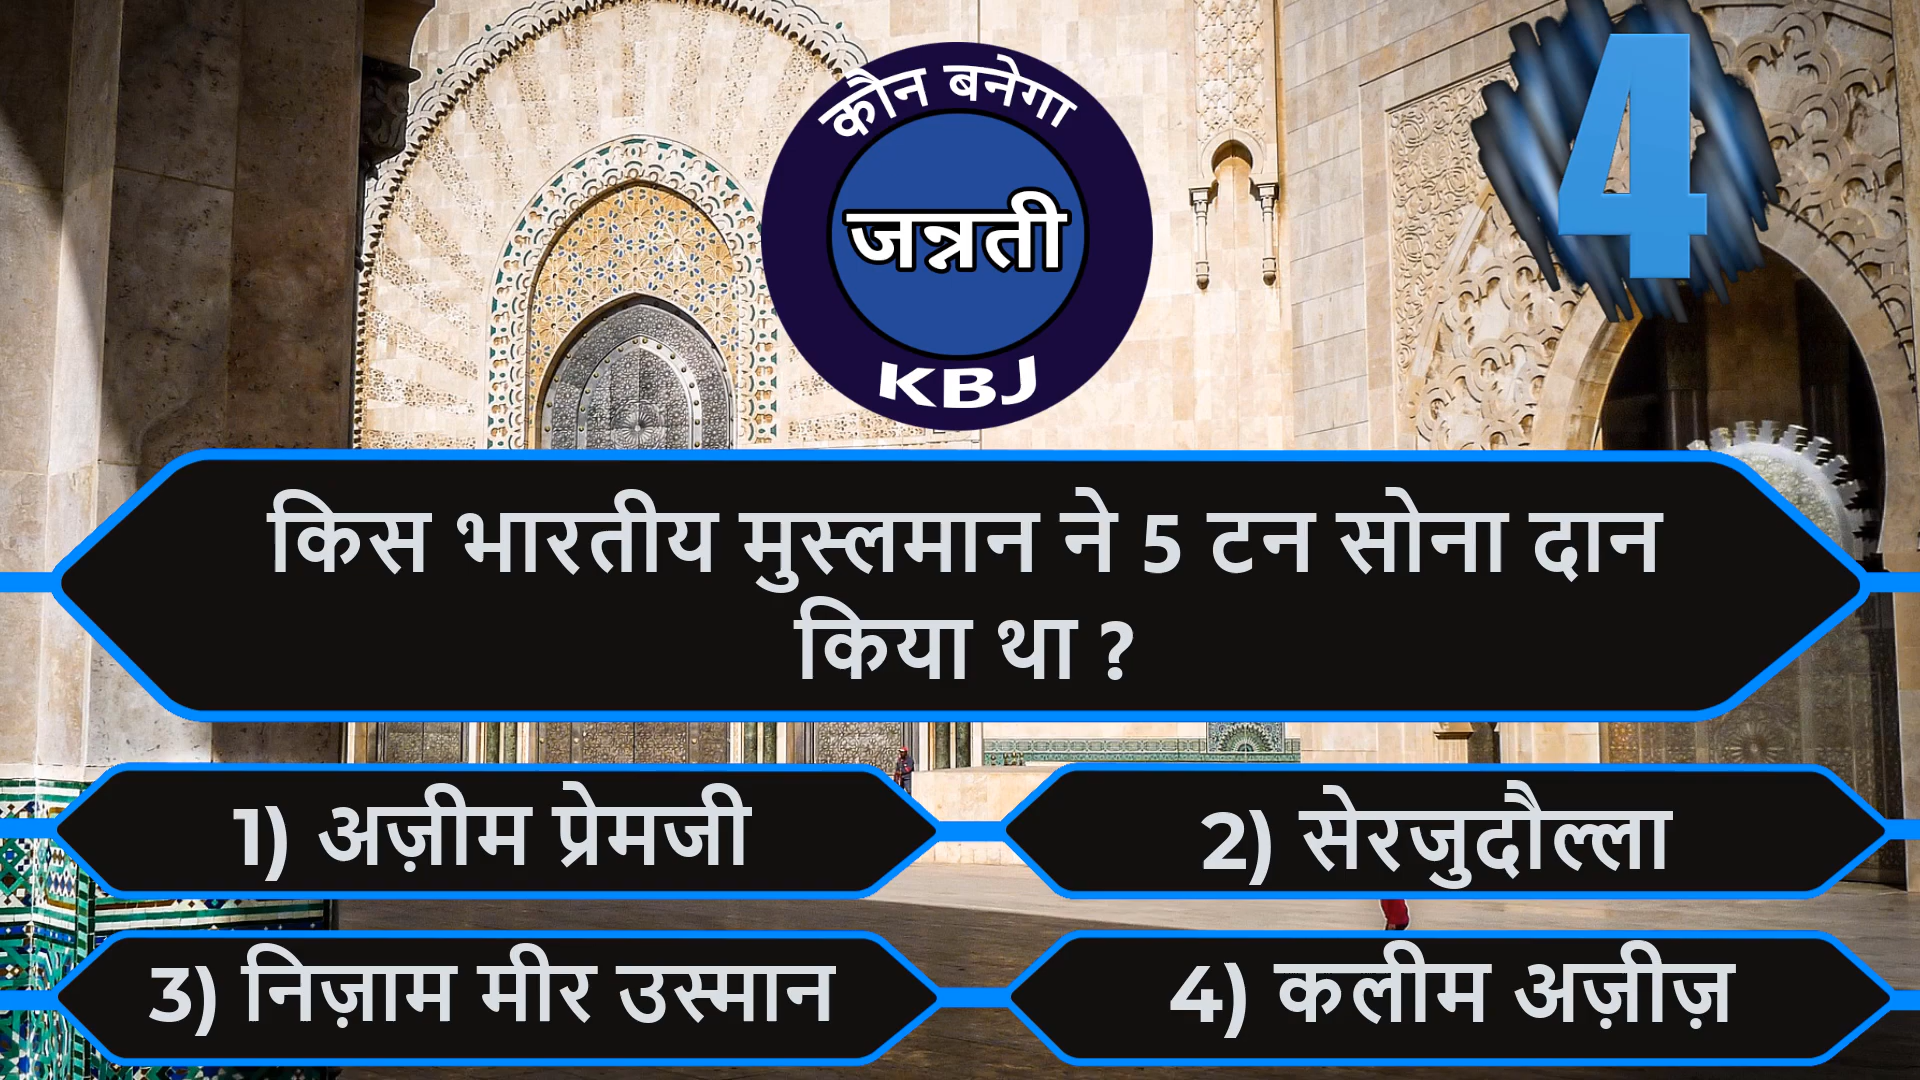 कौन बनेगा
जन्नती
KBJ
4
किस भारतीय मुस्लमान ने 5 टन सोना दान
किया था ?
1) अज़ीम प्रेमजी
2) सेरजुदौल्ला
3) निज़ाम मीर उस्मान
4) कलीम अज़ीज़